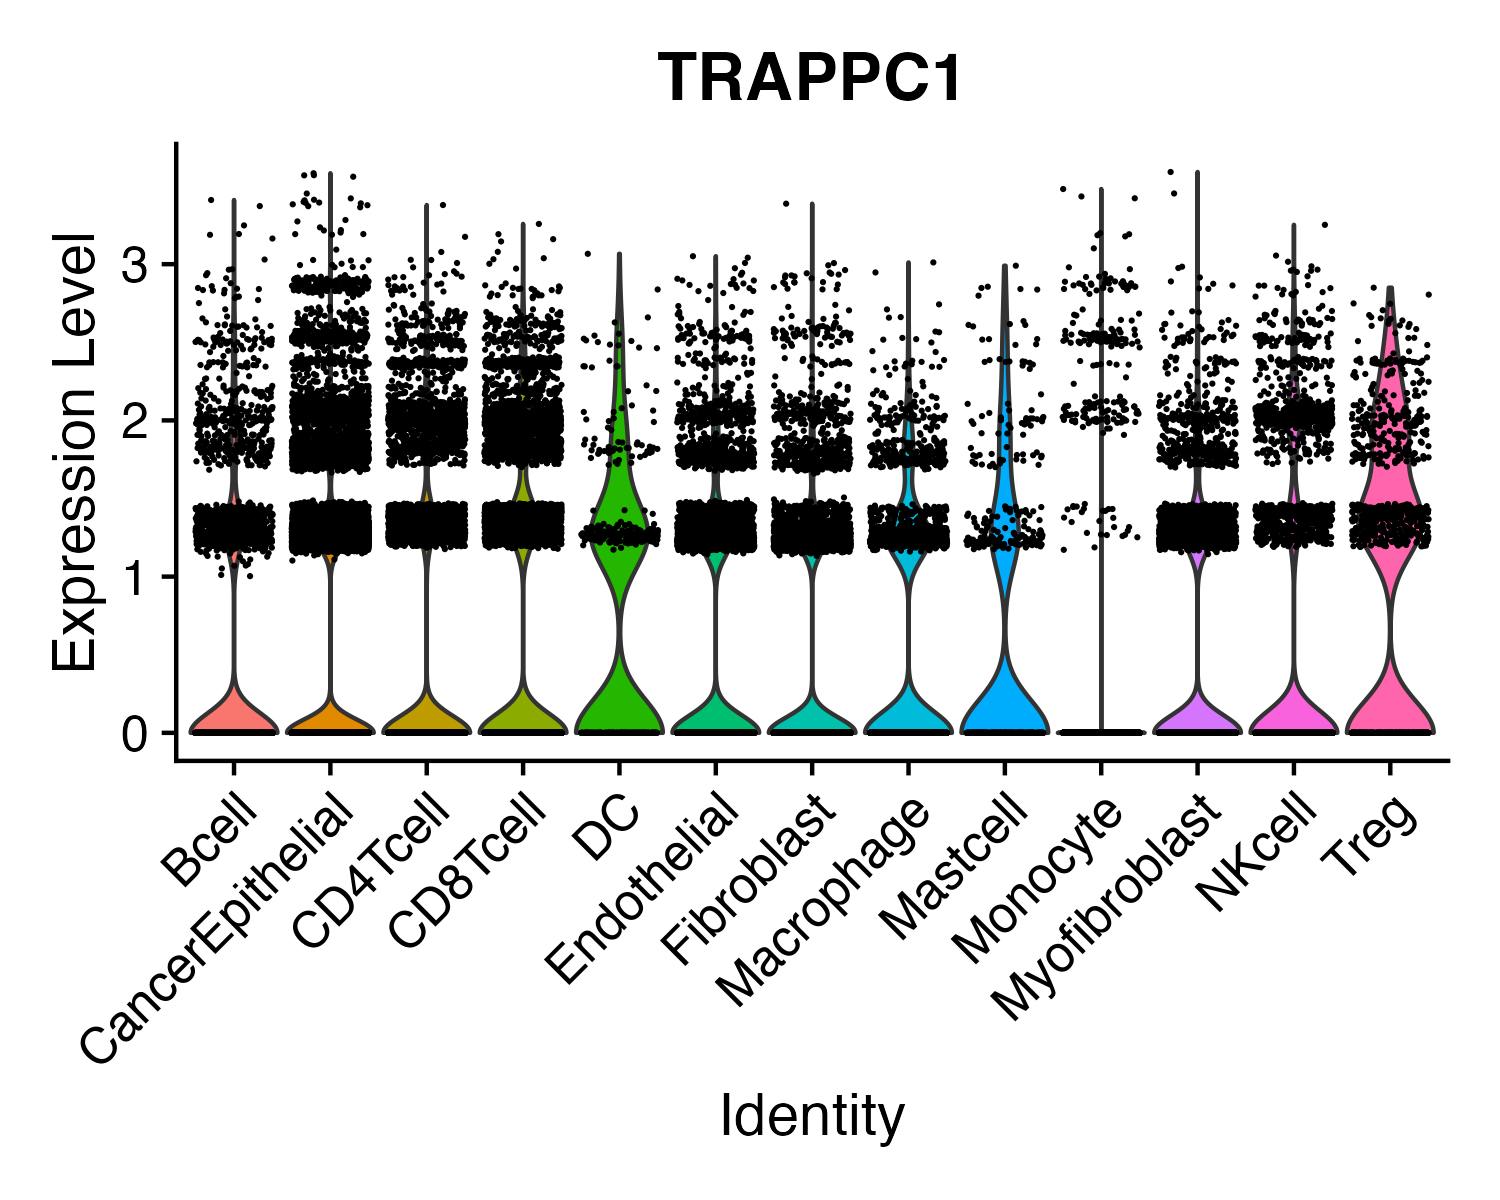 TRAPPC1
Expression Level
3
2
1
0
Bcell
CancerEpithelial
CD4Tcell
CD8Tcell
DC
Endothelial
Fibroblast
Macrophage
Mastcell
Monocyte
Myofibroblast
NKcell
Treg
Identity